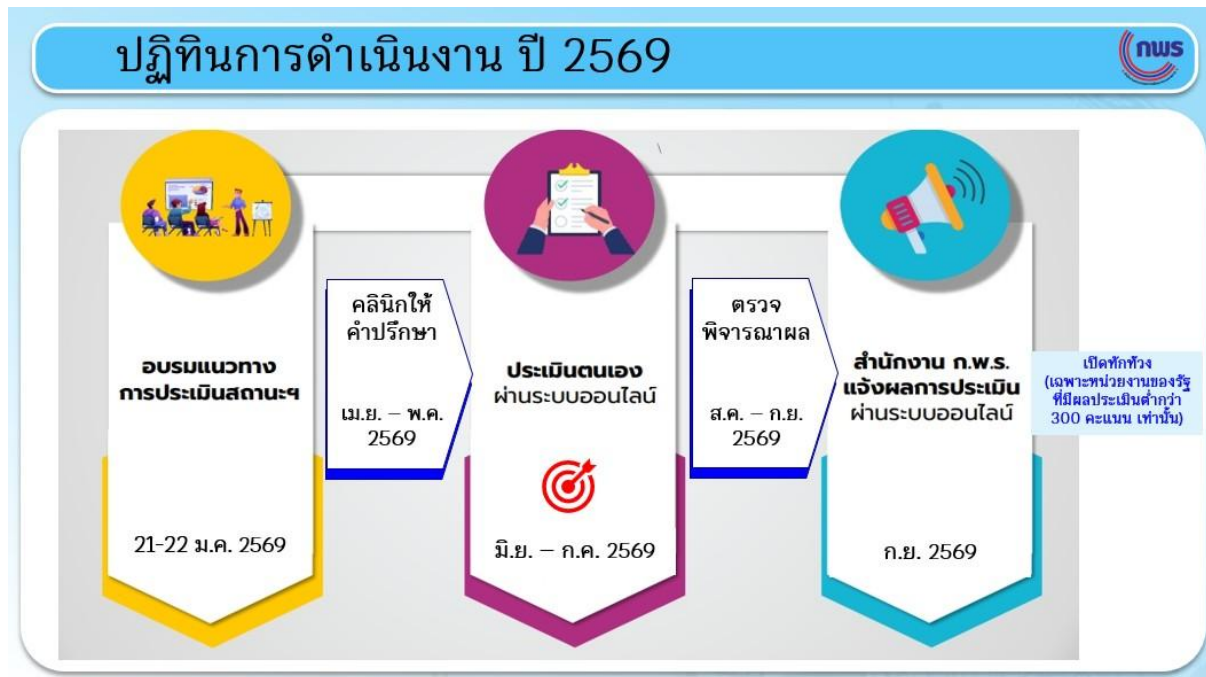 ปฏิทินการดำเนินงาน ปี 2569
กพร
อบรมแนวทาง
การประเมินสถานะฯ
21-22 ม.ค. 2569
คลินิกให้
คำปรึกษา
เม.ย. – พ.ค.
2569
ประเมินตนเอง
ผ่านระบบออนไลน์
มิ.ย. – ก.ค. 2569
ตรวจ
พิจารณาผล
ส.ค. – ก.ย.
2569
สำนักงาน ก.พ.ร.
แจ้งผลการประเมิน
ผ่านระบบออนไลน์
ก.ย. 2569
เปิดทักท้วง
(เฉพาะหน่วยงานของรัฐ
ที่มีผลประเมินต่ำกว่า
300 คะแนน เท่านั้น)